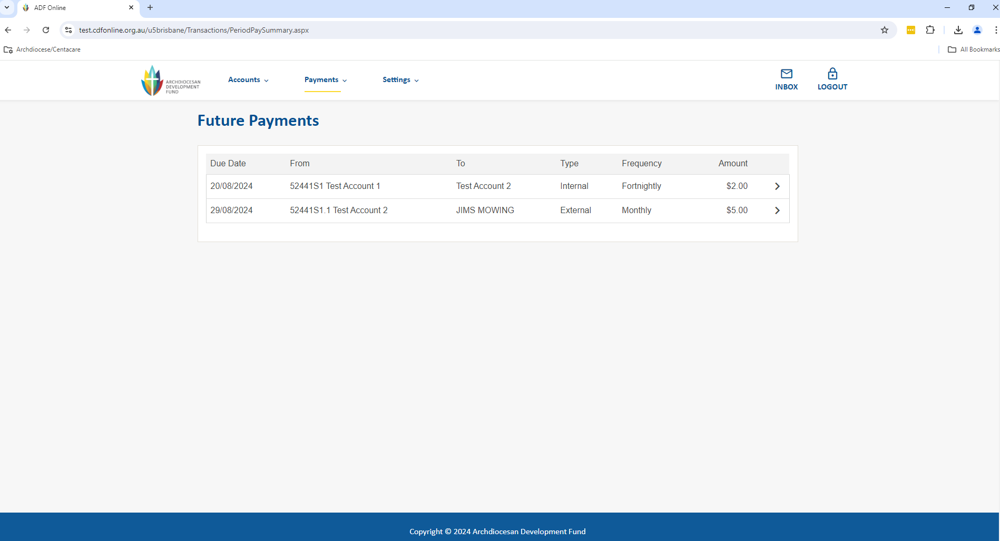 ADF Online
test.cdfonline.org.au/u5brisbane/Transactions/PeriodPaySummary.aspx
Archdiocese/Centacare
All Bookmarks
ARCHDIOCESAN
DEVELOPMENT
FUND
Accounts
Payments
Settings
INBOX
LOGOUT
Future Payments
Due Date From To Type Frequency Amount
20/08/2024 52441S1 Test Account 1 Test Account 2 Internal Fortnightly $2.00
29/08/2024 52441S1.1 Test Account 2 JIMS MOWING External Monthly $5.00
Copyright © 2024 Archdiocesan Development Fund